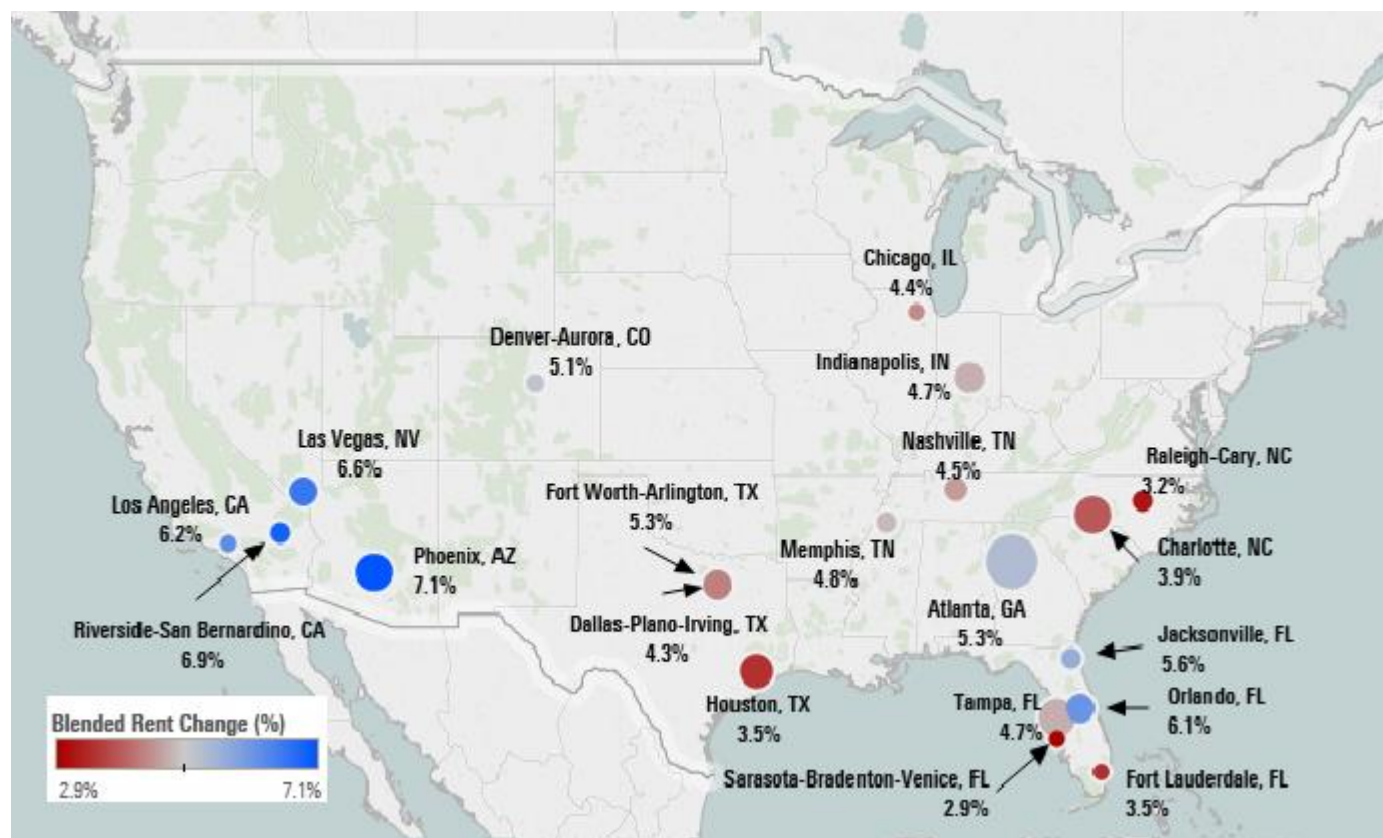 Chicago, IL
4.4%
Denver-Aurora, CO
5.1%
Indianapolis, IN
4.7%
Las Vegas, NV
6.6%
Nashville, TN
4.5%
Raleigh-Cary, NC
3.2%
Los Angeles, CA
6.2%
Fort Worth-Arlington, TX
5.3%
Phoenix, AZ
7.1%
Memphis, TN
4.8%
Charlotte, NC
3.9%
Riverside-San Bernardino, CA
6.9%
Dallas-Plano-Irving, TX
4.3%
Atlanta, GA
5.3%
Jacksonville, FL
5.6%
Houston, TX
3.5%
Tampa, FL
4.7%
Orlando, FL
6.1%
Sarasota-Bradenton-Venice, FL
2.9%
Fort Lauderdale, FL
3.5%
Blended Rent Change (%)
2.9% 7.1%